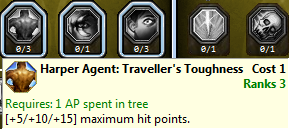 0/3 0/1 0/3 0/1 0/1
Harper Agent: Traveller's Toughness Cost 1
Ranks 3
Requires: 1 AP spent in tree
[+5/+10/+15] maximum hit points.